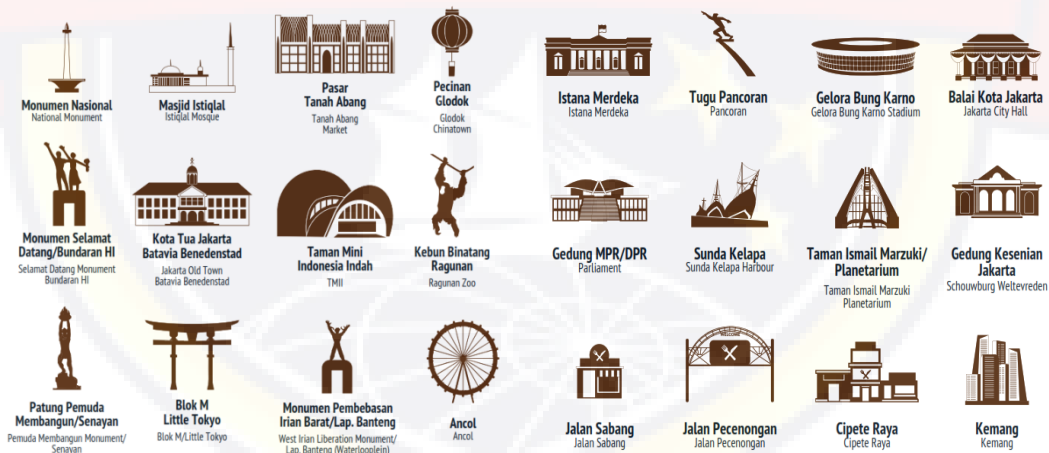 Monumen Nasional
National Monument
Masjid Istiqlal
Istiqlal Mosque
Pasar
Tanah Abang
Tanah Abang
Market
Pecinan
Glodok
Glodok
Chinatown
Istana Merdeka
Istana Merdeka
Tugu Pancoran
Pancoran
Gelora Bung Karno
Gelora Bung Karno Stadium
Balai Kota Jakarta
Jakarta City Hall
Monumen Selamat
Datang/Bundaran HI
Selamat Datang Monument
Bundaran HI
Kota Tua Jakarta
Batavia Benedenstad
Jakarta Old Town
Batavia Benedenstad
Taman Mini
Indonesia Indah
TMII
Kebun Binatang
Ragunan
Ragunan Zoo
Gedung MPR/DPR
Parliament
Sunda Kelapa
Sunda Kelapa Harbour
Taman Ismail Marzuki/
Planetarium
Taman Ismail Marzuki
Planetarium
Gedung Kesenian
Jakarta
Schouwburg Weltevreden
Patung Pemuda
Membangun/Senayan
Pemuda Membangun Monument/
Senayan
Blok M
Little Tokyo
Blok M/Little Tokyo
Monumen Pembebasan
Irian Barat/Lap. Banteng
West Irian Liberation Monument/
Lap. Banteng (Waterlooplein)
Ancol
Ancol
Jalan Sabang
Jalan Sabang
WELCOME
Jalan Pecenongan
Jalan Pecenongan
Cipete Raya
Cipete Raya
Kemang
Kemang